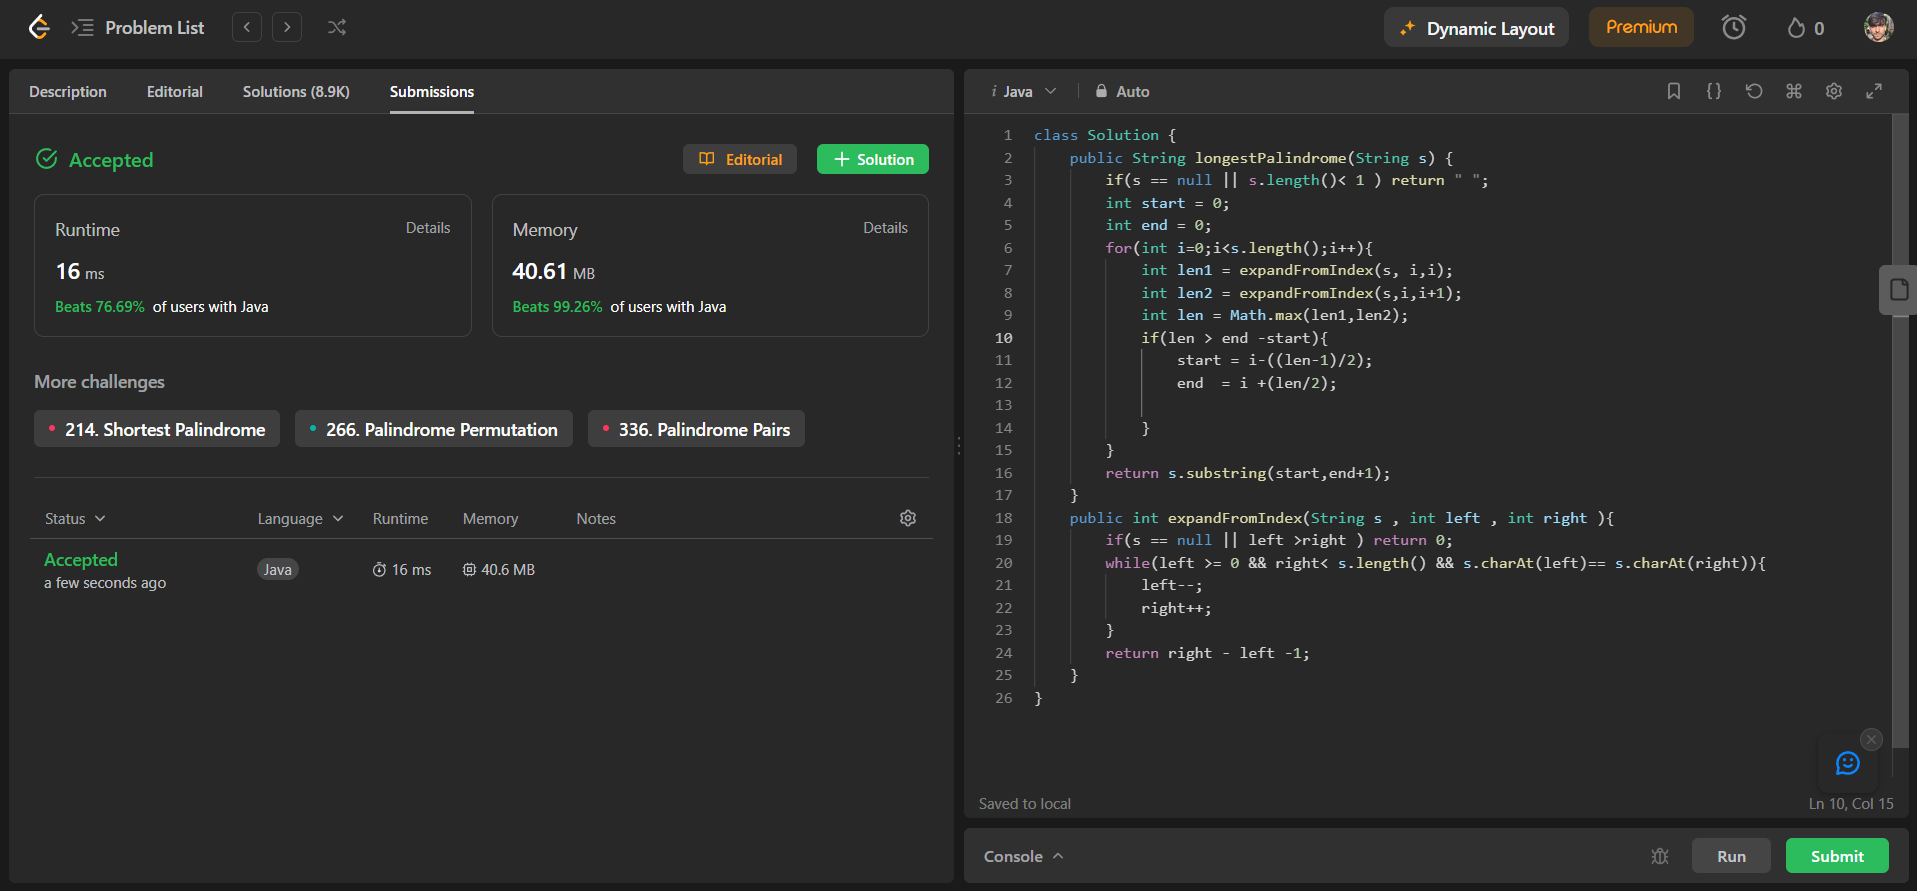 Problem List
Dynamic Layout
Premium
0
Description
Editorial
Solutions (8.9K)
Submissions
Accepted
Editorial
Solution
Runtime
Details
16 ms
Beats 76.69% of users with Java
Memory
Details
40.61 MB
Beats 99.26% of users with Java
More challenges
214. Shortest Palindrome
266. Palindrome Permutation
336. Palindrome Pairs
Status
Language
Runtime
Memory
Notes
Accepted
a few seconds ago
Java
16 ms
40.6 MB
i Java
Auto
1 class Solution {
2     public String longestPalindrome(String s) {
3         if(s == null || s.length()< 1 ) return " ";
4         int start = 0;
5         int end = 0;
6         for(int i=0;i<s.length();i++){
7             int len1 = expandFromIndex(s, i,i);
8             int len2 = expandFromIndex(s,i,i+1);
9             int len = Math.max(len1,len2);
10             if(len > end -start){
11                 start = i-((len-1)/2);
12                 end  = i +(len/2);
13
14             }
15         }
16         return s.substring(start,end+1);
17     }
18     public int expandFromIndex(String s , int left , int right ){
19         if(s == null || left >right ) return 0;
20         while(left >= 0 && right< s.length() && s.charAt(left)== s.charAt(right)){
21             left--;
22             right++;
23         }
24         return right - left -1;
25     }
26 }
Saved to local
Ln 10, Col 15
Console
Run
Submit